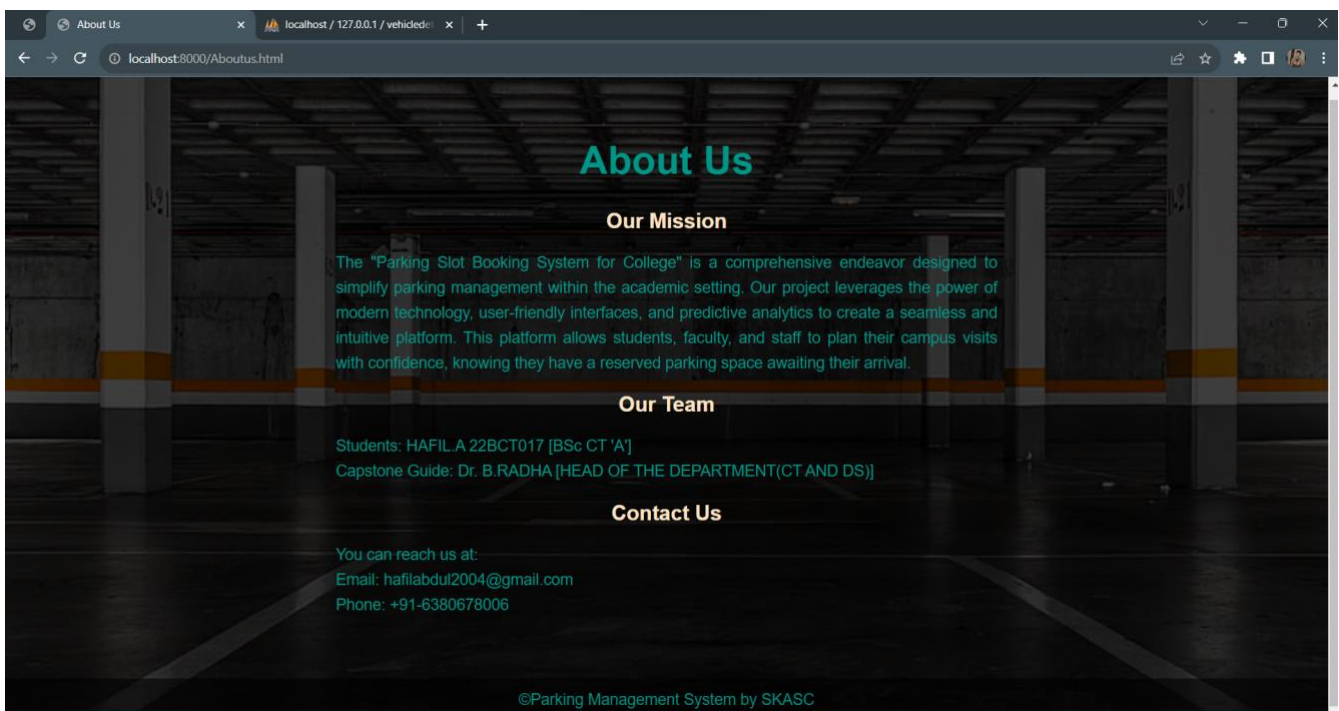 About Us
localhost / 127.0.0.1 / vehiclede
localhost:8000/Aboutus.html
About Us
Our Mission
The "Parking Slot Booking System for College" is a comprehensive endeavor designed to
simplify parking management within the academic setting. Our project leverages the power of
modern technology, user-friendly interfaces, and predictive analytics to create a seamless and
intuitive platform. This platform allows students, faculty, and staff to plan their campus visits
with confidence, knowing they have a reserved parking space awaiting their arrival.
Our Team
Students: HAFIL.A 22BCT017 [BSc CT 'A']
Capstone Guide: Dr. B.RADHA [HEAD OF THE DEPARTMENT(CT AND DS)]
Contact Us
You can reach us at:
Email: hafilabdul2004@gmail.com
Phone: +91-6380678006
©Parking Management System by SKASC